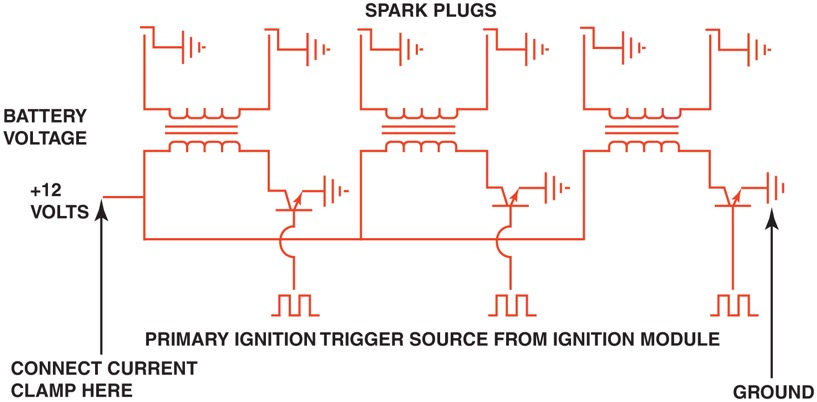 SPARK PLUGS
BATTERY
VOLTAGE
+12
VOLTS
PRIMARY IGNITION TRIGGER SOURCE FROM IGNITION MODULE
CONNECT CURRENT
CLAMP HERE
GROUND